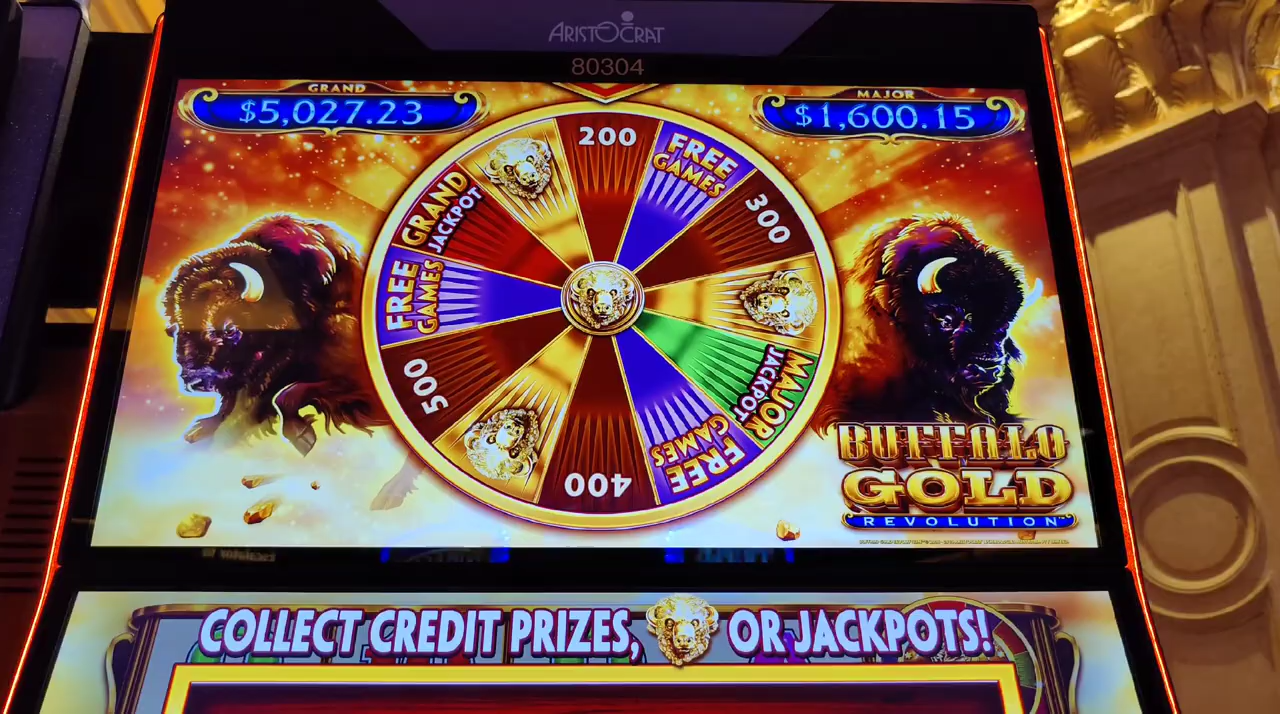 ARISTOCRAT
80304
GRAND
$5,027.23
MAJOR
$1,600.15
200
FREE
GAMES
300
MAJOR
JACKPOT
FREE
GAMES
400
500
FREE
GAMES
GRAND
JACKPOT
BUFFALO
GOLD
REVOLUTION™
COLLECT CREDIT PRIZES, OR JACKPOTS!